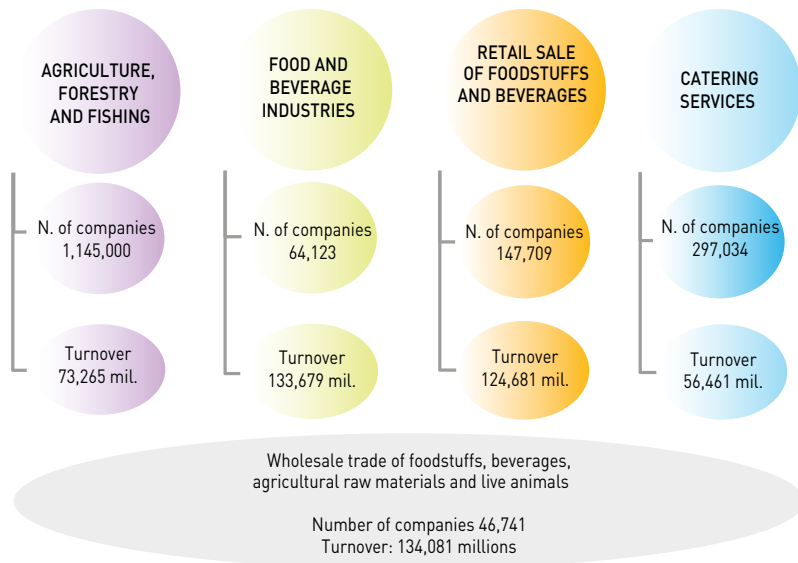 AGRICULTURE,
FORESTRY
AND FISHING
N. of companies
1,145,000
Turnover
73,265 mil.
FOOD AND
BEVERAGE
INDUSTRIES
N. of companies
64,123
Turnover
133,679 mil.
RETAIL SALE
OF FOODSTUFFS
AND BEVERAGES
N. of companies
147,709
Turnover
124,681 mil.
CATERING
SERVICES
N. of companies
297,034
Turnover
56,461 mil.
Wholesale trade of foodstuffs, beverages,
agricultural raw materials and live animals
Number of companies 46,741
Turnover: 134,081 millions